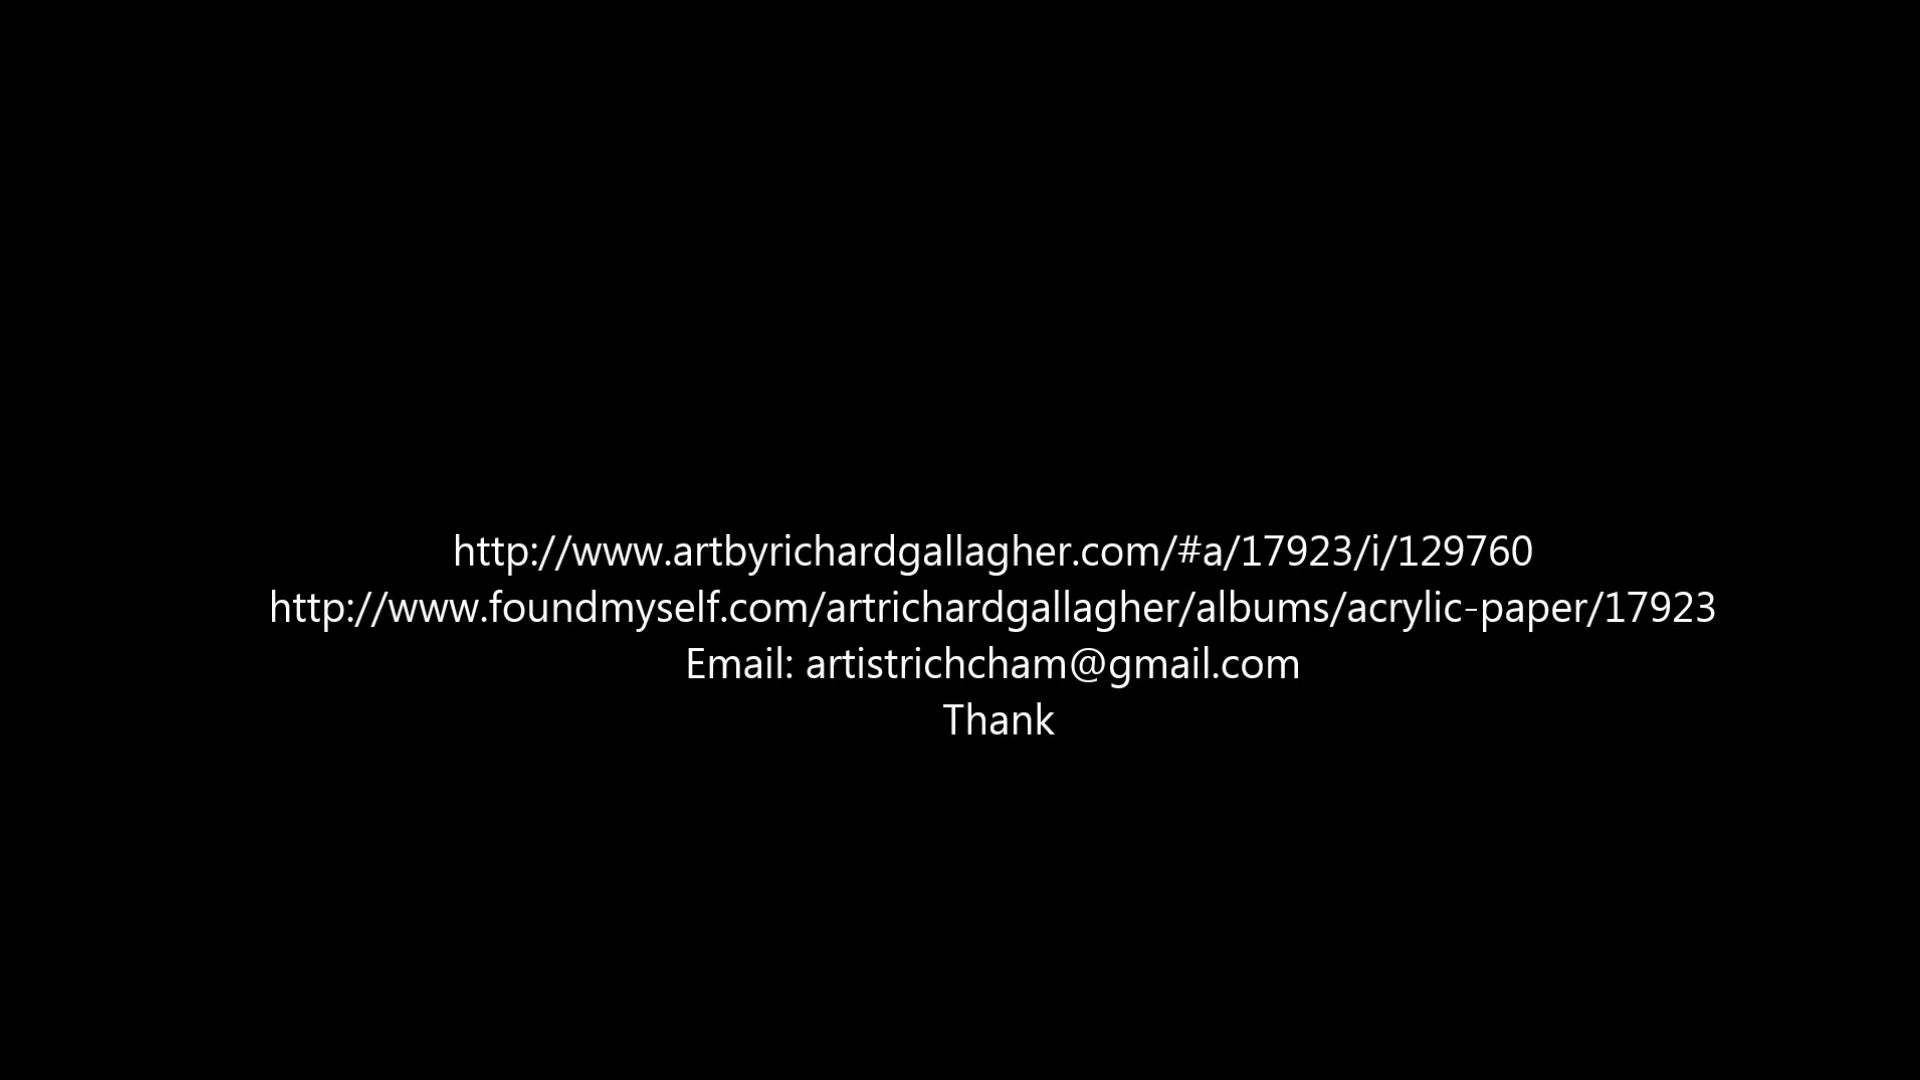 http://www.artbyrichardgallagher.com/#a/17923/i/129760
http://www.foundmyself.com/artrichardgallagher/albums/acrylic-paper/17923
Email: artistrichcham@gmail.com
Thank